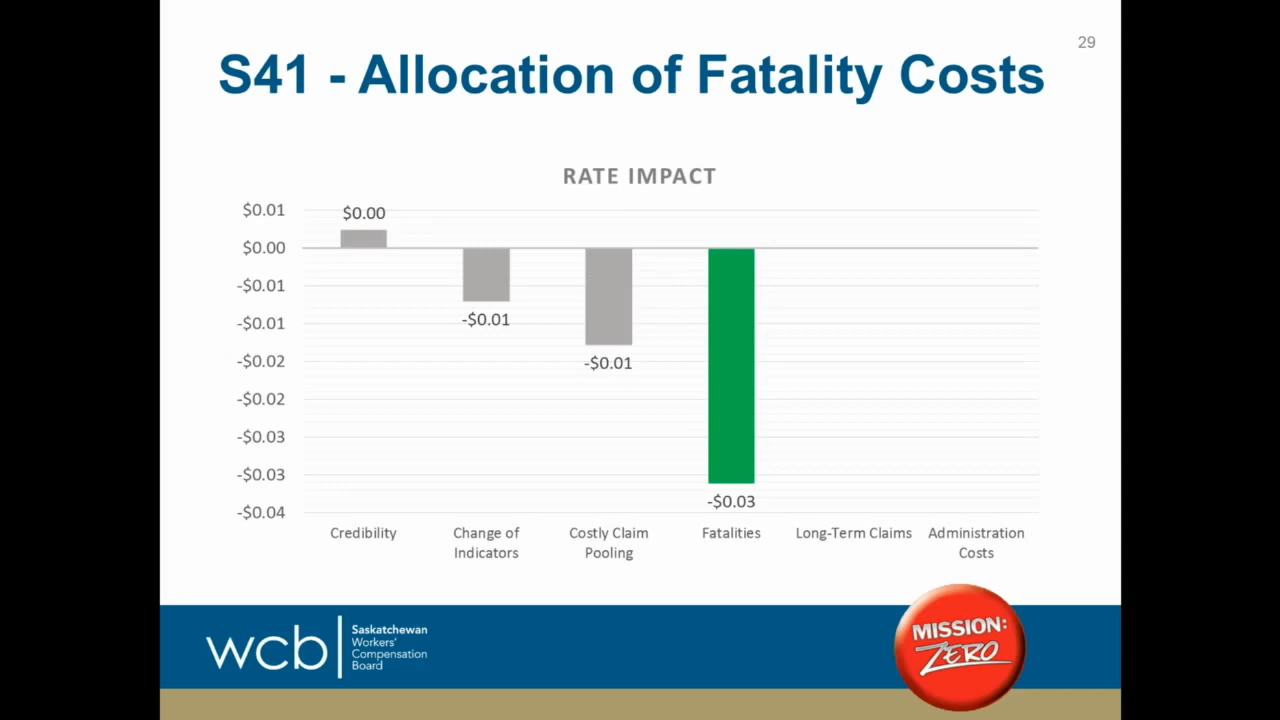 29
S41 - Allocation of Fatality Costs
RATE IMPACT
$0.01
$0.00
-$0.01
-$0.01
-$0.02
-$0.02
-$0.03
-$0.03
-$0.04
$0.00
-$0.01
-$0.01
-$0.03
Credibility
Change of
Indicators
Costly Claim
Pooling
Fatalities
Long-Term Claims
Administration
Costs
wcb
Saskatchewan
Workers'
Compensation
Board
MISSION:
ZERO